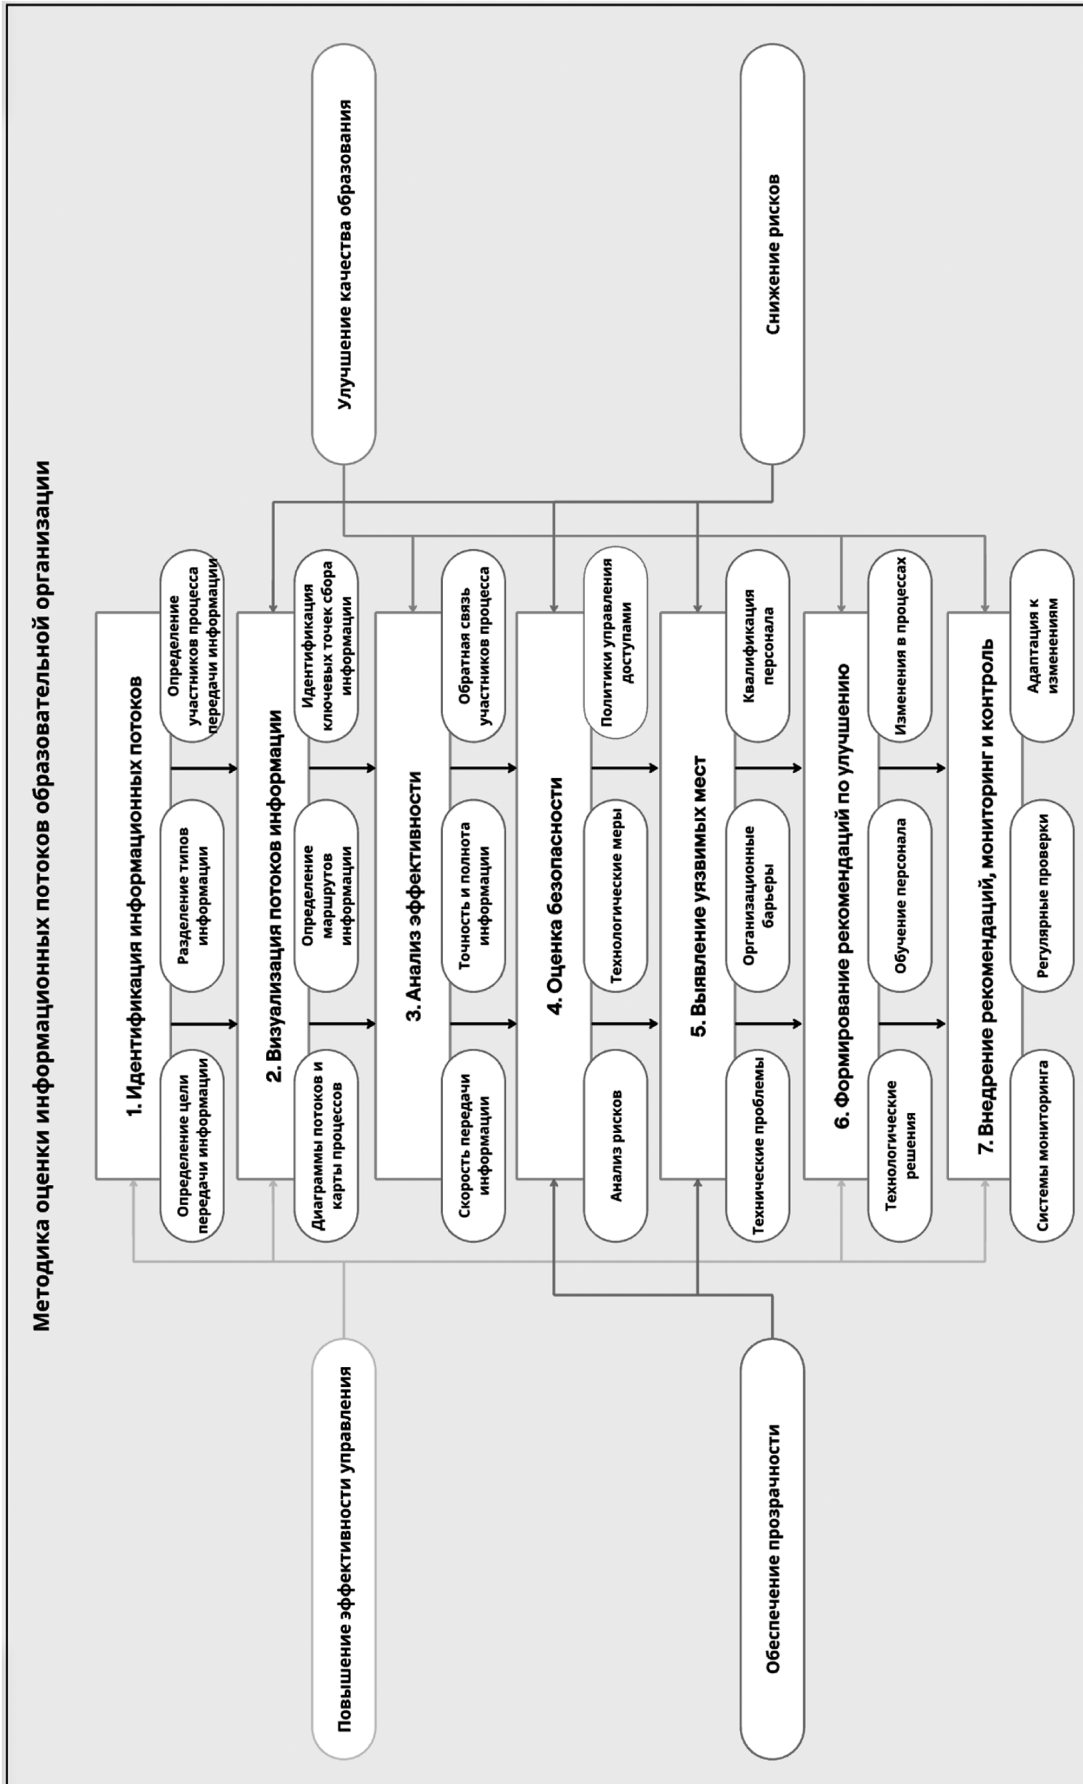 Методика оценки информационных потоков образовательной организации
1. Идентификация информационных потоков
Определение цели
передачи информации
Разделение типов
информации
Определение
участников процесса
передачи информации
2. Визуализация потоков информации
Диаграммы потоков и
карты процессов
Определение
маршрутов
информации
Идентификация
ключевых точек сбора
информации
3. Анализ эффективности
Скорость передачи
информации
Точность и полнота
информации
Обратная связь
участников процесса
4. Оценка безопасности
Анализ рисков
Технологические меры
Политики управления
доступами
5. Выявление уязвимых мест
Технические проблемы
Организационные
барьеры
Квалификация
персонала
6. Формирование рекомендаций по улучшению
Технологические
решения
Обучение персонала
Изменения в процессах
7. Внедрение рекомендаций, мониторинг и контроль
Системы мониторинга
Регулярные проверки
Адаптация к
изменениям
Повышение эффективности управления
Улучшение качества образования
Обеспечение прозрачности
Снижение рисков